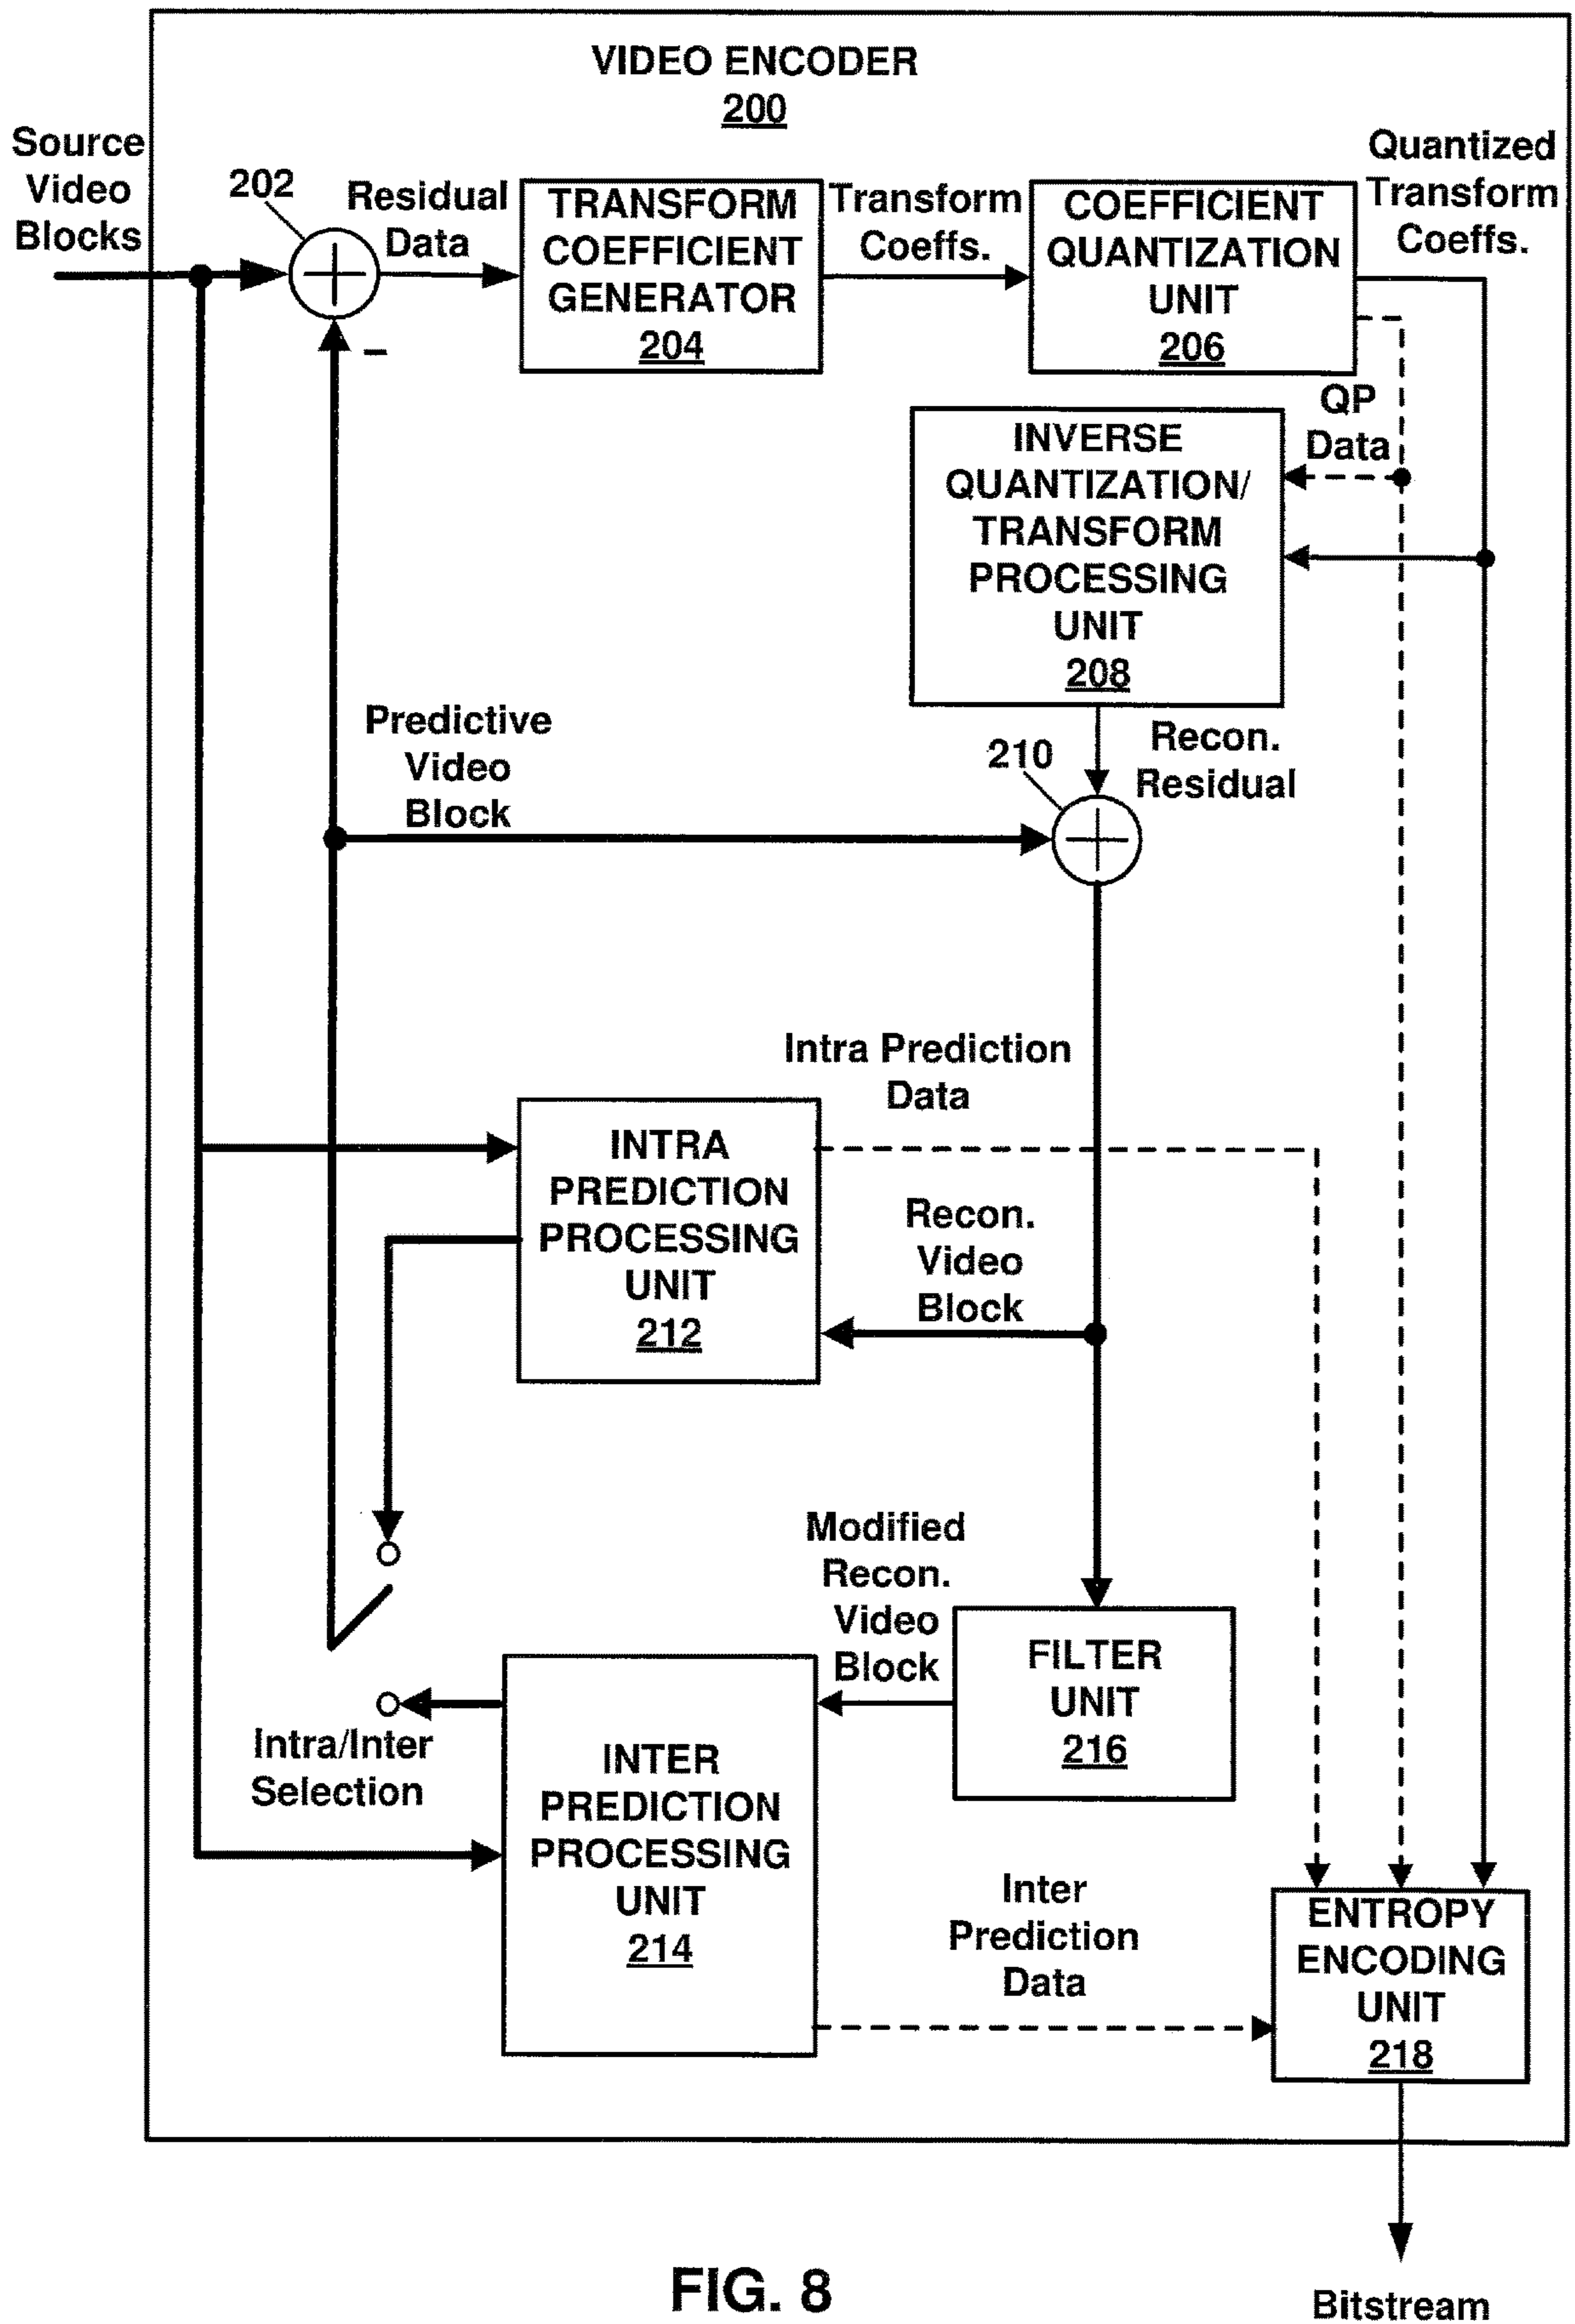 VIDEO ENCODER
200
Source
Video
Blocks
202
Residual
Data
TRANSFORM
COEFFICIENT
GENERATOR
204
Transform
Coeffs.
COEFFICIENT
QUANTIZATION
UNIT
206
Quantized
Transform
Coeffs.
–
QP
Data
INVERSE
QUANTIZATION/
TRANSFORM
PROCESSING
UNIT
208
Predictive
Video
Block
210
Recon.
Residual
Intra Prediction
Data
INTRA
PREDICTION
PROCESSING
UNIT
212
Recon.
Video
Block
Modified
Recon.
Video
Block
FILTER
UNIT
216
Intra/Inter
Selection
INTER
PREDICTION
PROCESSING
UNIT
214
Inter
Prediction
Data
ENTROPY
ENCODING
UNIT
218
FIG. 8
Bitstream